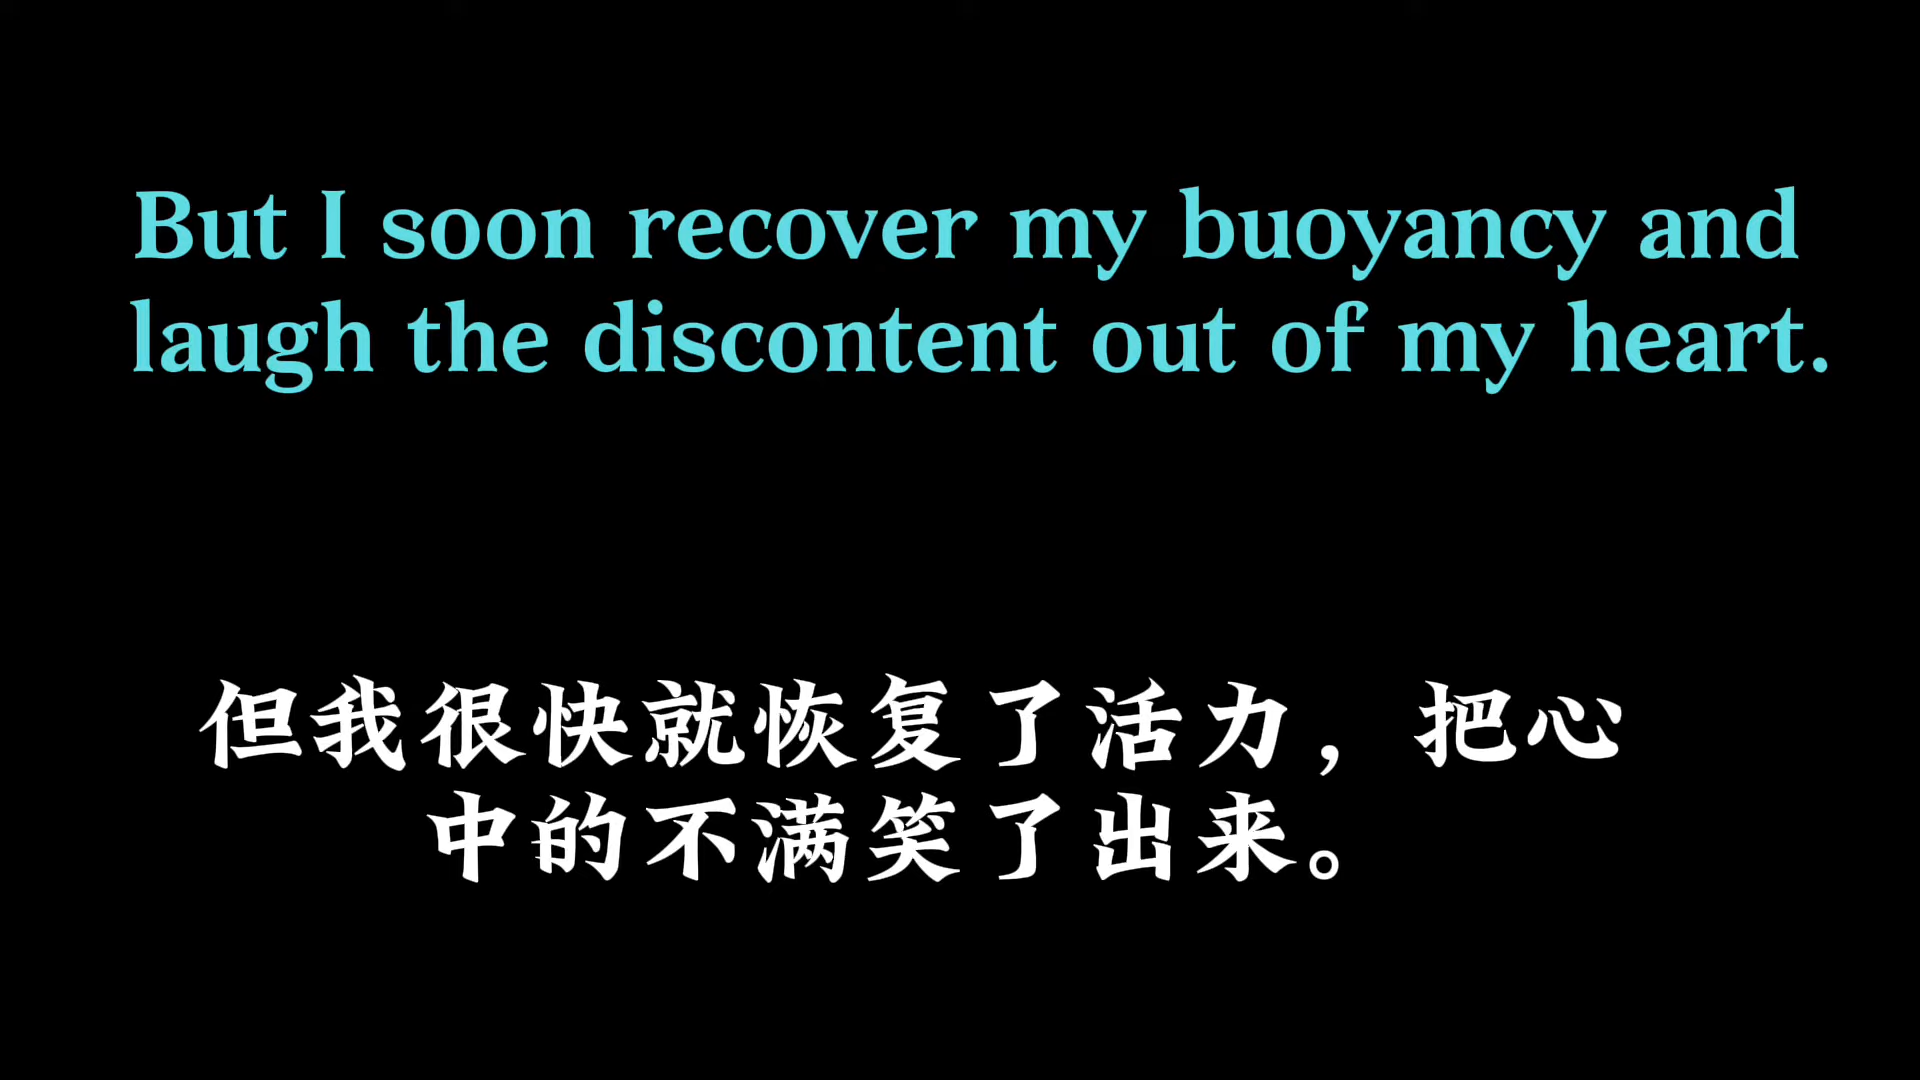 But I soon recover my buoyancy and
laugh the discontent out of my heart.
但我很快就恢复了活力，把心
中的不满笑了出来。